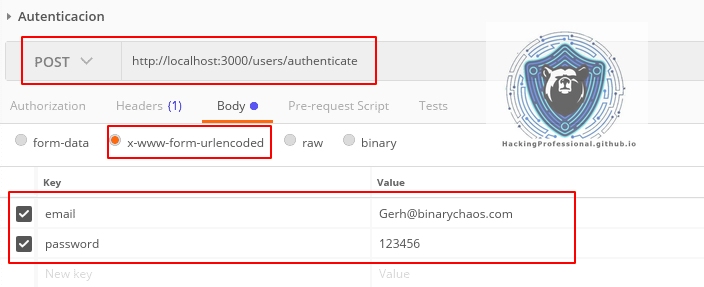 Autenticacion
POST http://localhost:3000/users/authenticate
Authorization Headers (1) Body Pre-request Script Tests
form-data x-www-form-urlencoded raw binary
HackingProfessional.github.io
Key Value
email Gerh@binarychaos.com
password 123456
New key Value